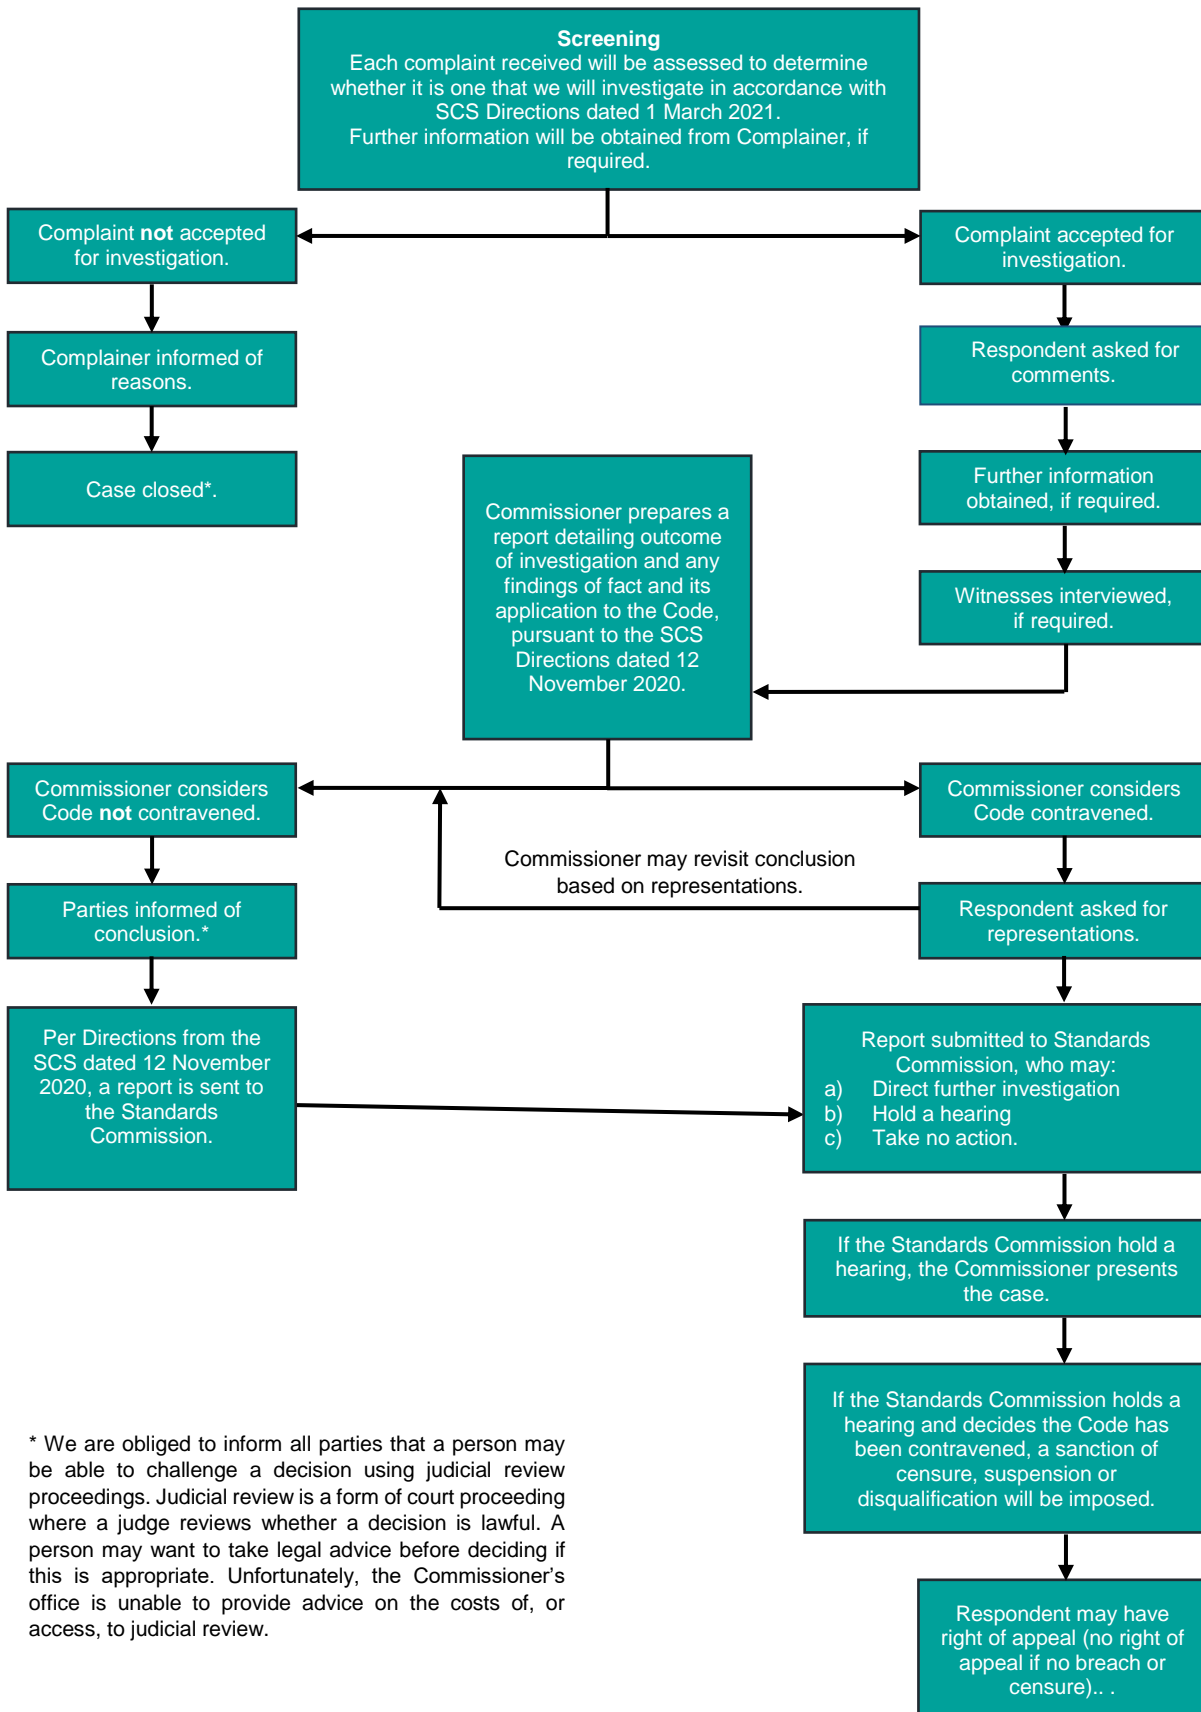 Screening
Each complaint received will be assessed to determine
whether it is one that we will investigate in accordance with
SCS Directions dated 1 March 2021.
Further information will be obtained from Complainer, if
required.
Complaint not accepted
for investigation.
Complaint accepted for
investigation.
Complainer informed of
reasons.
Respondent asked for
comments.
Case closed*.
Further information
obtained, if required.
Witnesses interviewed,
if required.
Commissioner prepares a
report detailing outcome
of investigation and any
findings of fact and its
application to the Code,
pursuant to the SCS
Directions dated 12
November 2020.
Commissioner considers
Code not contravened.
Commissioner considers
Code contravened.
Commissioner may revisit conclusion
based on representations.
Parties informed of
conclusion.*
Respondent asked for
representations.
Per Directions from the
SCS dated 12 November
2020, a report is sent to
the Standards
Commission.
Report submitted to Standards
Commission, who may:
a) Direct further investigation
b) Hold a hearing
c) Take no action.
If the Standards Commission hold a
hearing, the Commissioner presents
the case.
If the Standards Commission holds a
hearing and decides the Code has
been contravened, a sanction of
censure, suspension or
disqualification will be imposed.
Respondent may have
right of appeal (no right of
appeal if no breach or
censure).. .
* We are obliged to inform all parties that a person may
be able to challenge a decision using judicial review
proceedings. Judicial review is a form of court proceeding
where a judge reviews whether a decision is lawful. A
person may want to take legal advice before deciding if
this is appropriate. Unfortunately, the Commissioner's
office is unable to provide advice on the costs of, or
access, to judicial review.